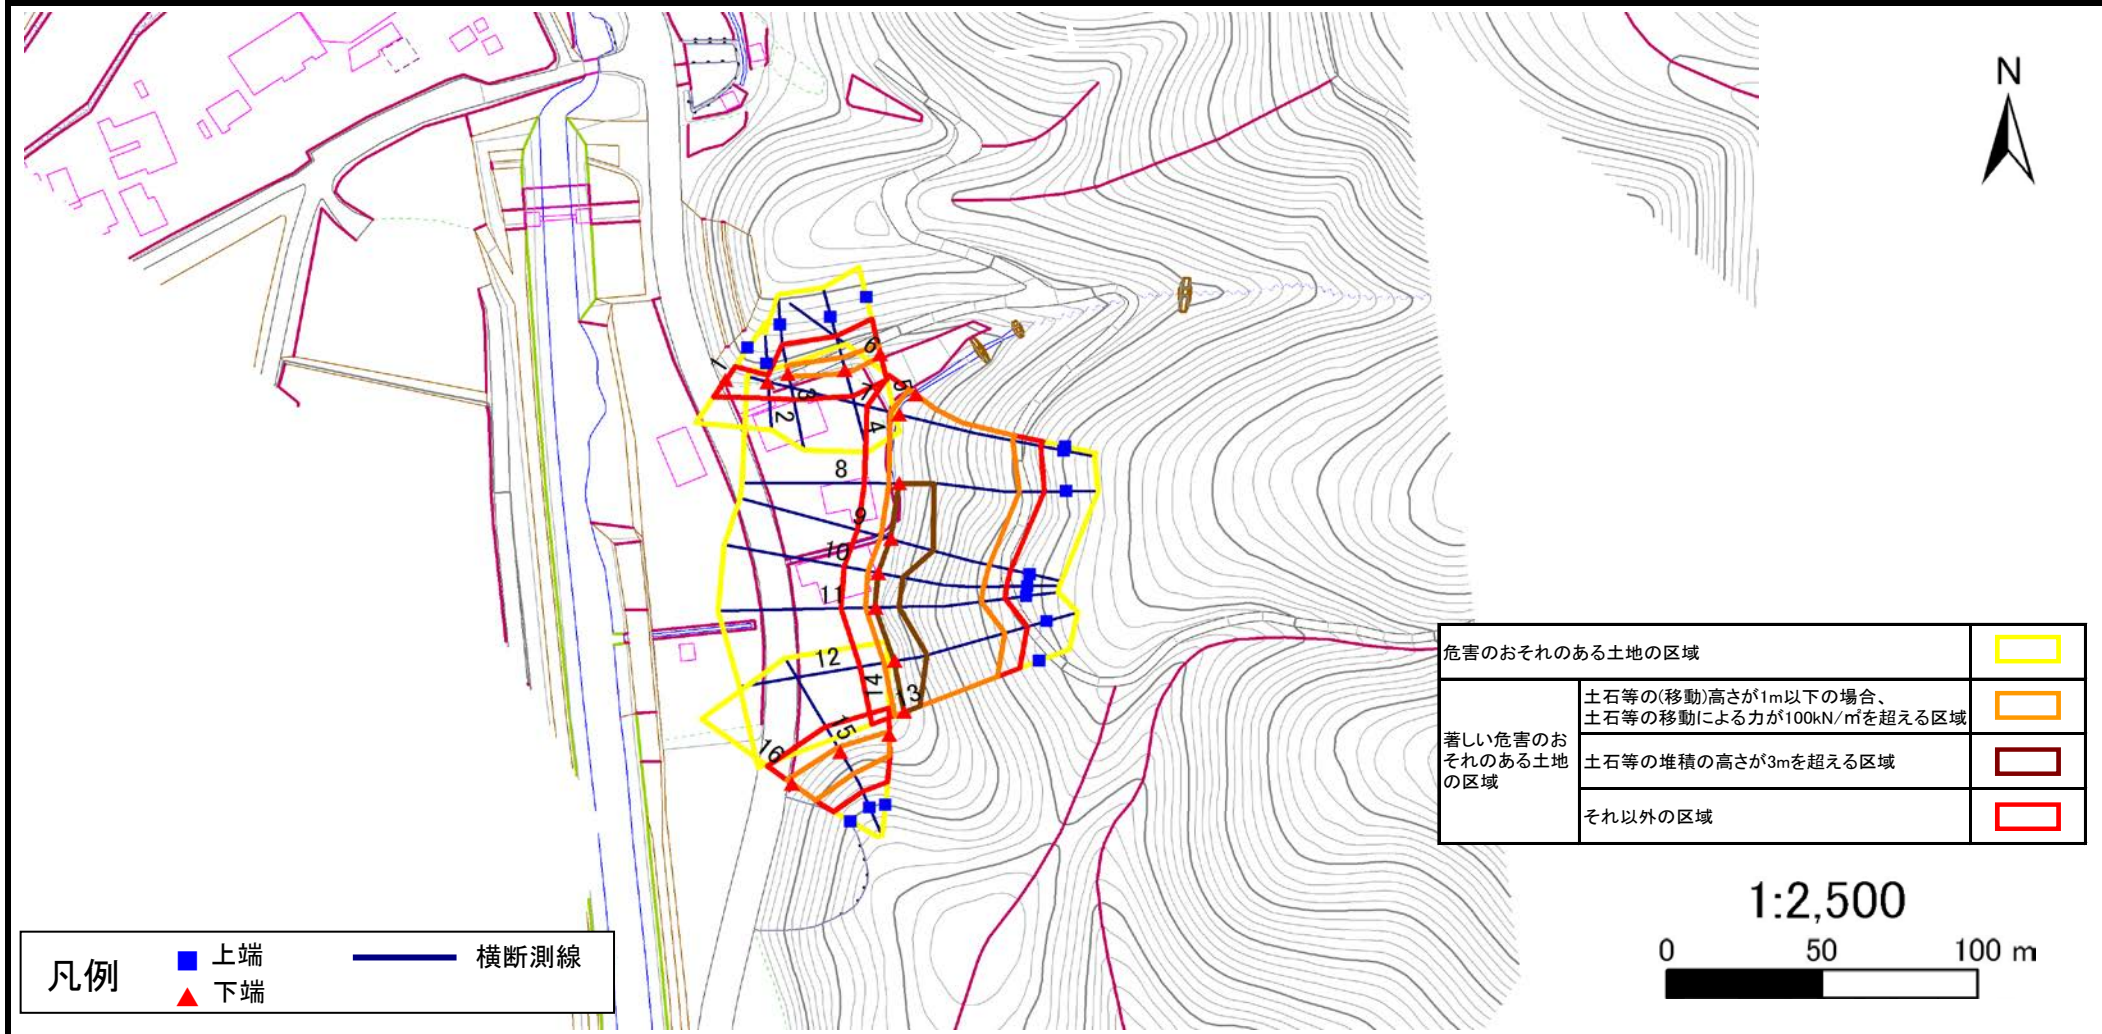 N
1
2
3
4
5
6
7
8
9
10
11
12
13
14
15
16
危害のおそれのある土地の区域
著しい危害のお
それのある土地
の区域
土石等の(移動)高さが1m以下の場合、
土石等の移動による力が100kN/㎡を超える区域
土石等の堆積の高さが3mを超える区域
それ以外の区域
1:2,500
0 50 100 m
凡例
上端
下端
横断測線